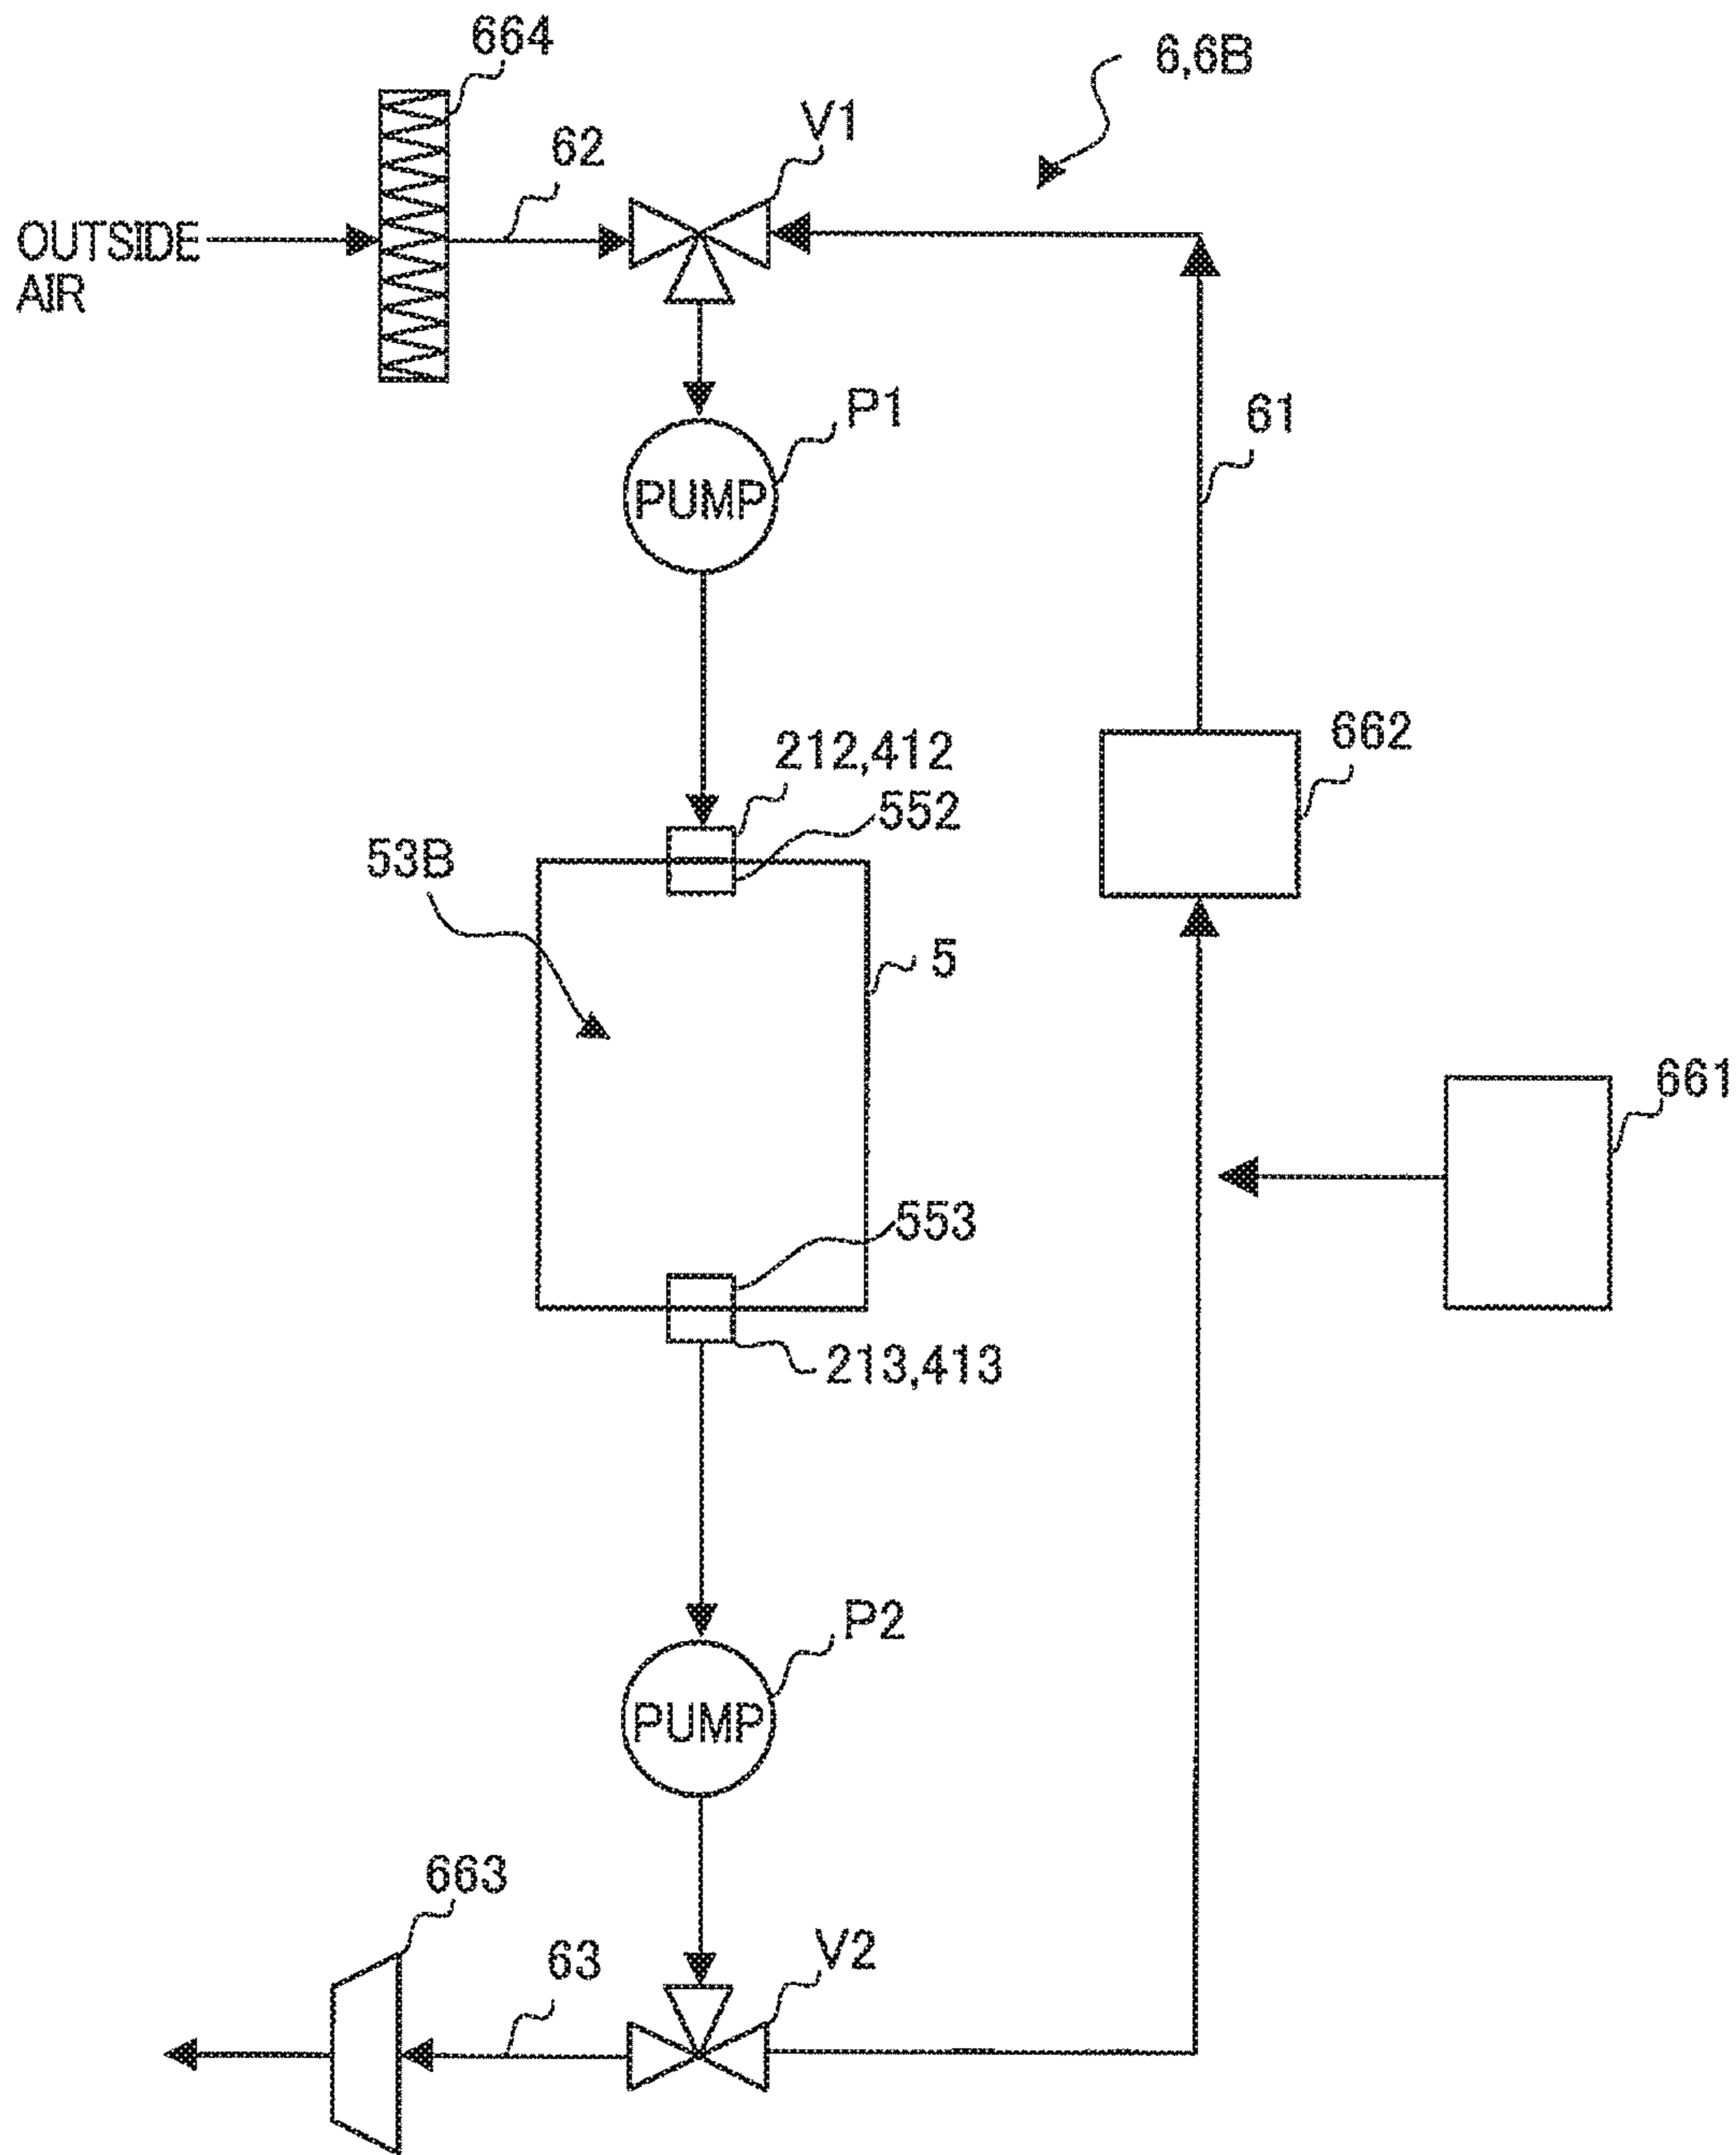 664
6,6B
V1
62
OUTSIDE
AIR
P1
61
PUMP
212,412
662
552
53B
5
661
553
213,413
P2
PUMP
663
V2
63